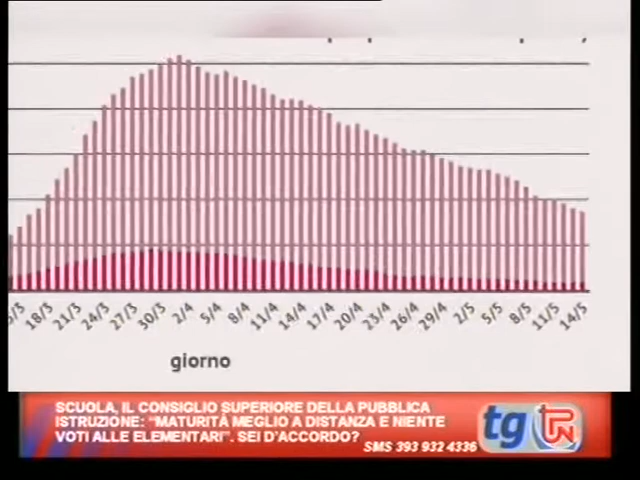 18/3 21/3 24/3 27/3 30/3 2/4 5/4 8/4 11/4 14/4 17/4 20/4 23/4 26/4 29/4 2/5 5/5 8/5 11/5 14/5
giorno
SCUOLA, IL CONSIGLIO SUPERIORE DELLA PUBBLICA
ISTRUZIONE: "MATURITÀ MEGLIO A DISTANZA E NIENTE
VOTI ALLE ELEMENTARI". SEI D'ACCORDO?
SMS 393 932 4336
tg TRN